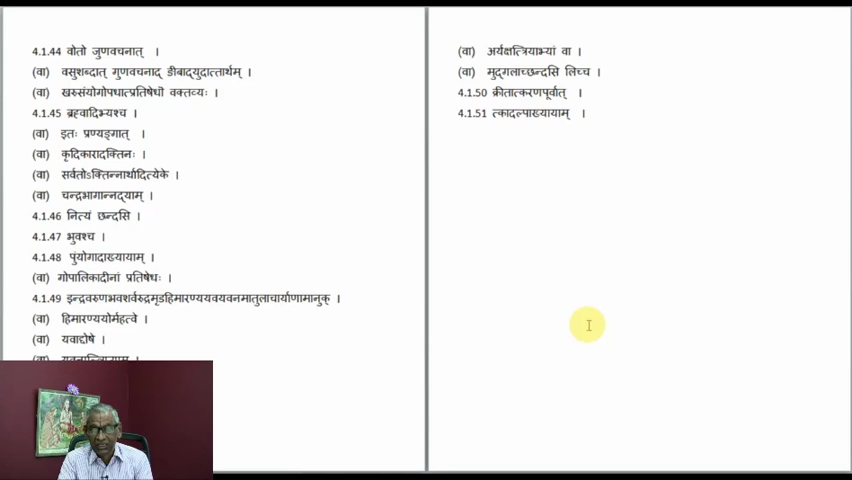 4.1.44 वोतो जुणवचनात् ।
(वा) वसुशब्दात् गुणवचनाद् डीबाद्युदात्तार्थम् ।
(वा) खरुसंयोगोपधात्प्रतिषेधो वक्तव्यः ।
4.1.45 ब्रह्वादिभ्यश्च ।
(वा) इतः प्रण्यङ्गात् ।
(वा) कृदिकारादक्तिनः ।
(वा) सर्वतोऽक्तिन्नार्थादित्येके ।
(वा) चन्द्रभागान्नद्याम् ।
4.1.46 नित्यं छन्दसि ।
4.1.47 भुवश्च ।
4.1.48 पुंयोगादाख्यायाम् ।
(वा) गोपालिकादीनां प्रतिषेधः ।
4.1.49 इन्द्रवरुणभवशर्वरुद्रमृडहिमारण्ययवयवनमातुलाचार्याणामानुक् ।
(वा) हिमारण्ययोर्महत्वे ।
(वा) यवाद्दोषे ।
(वा) अर्यक्षत्रियाभ्यां वा ।
(वा) मुद्गलाच्छन्दसि लिच्च ।
4.1.50 क्रीतात्करणपूर्वात् ।
4.1.51 त्कादल्पाख्यायाम् ।